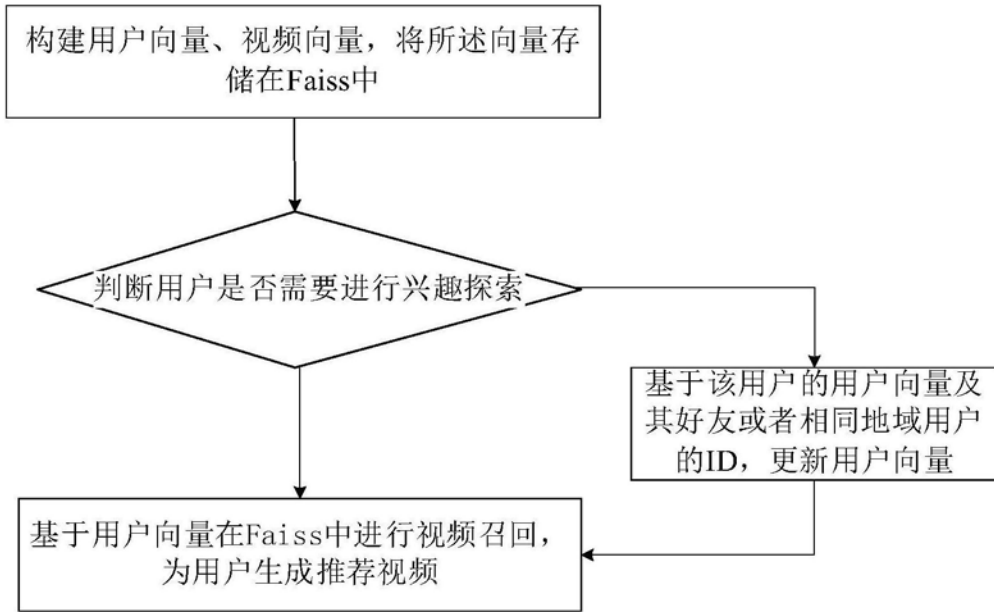 构建用户向量、视频向量，将所述向量存
储在Faiss中
判断用户是否需要进行兴趣探索
基于该用户的用户向量及
其好友或者相同地域用户
的ID，更新用户向量
基于用户向量在Faiss中进行视频召回，
为用户生成推荐视频